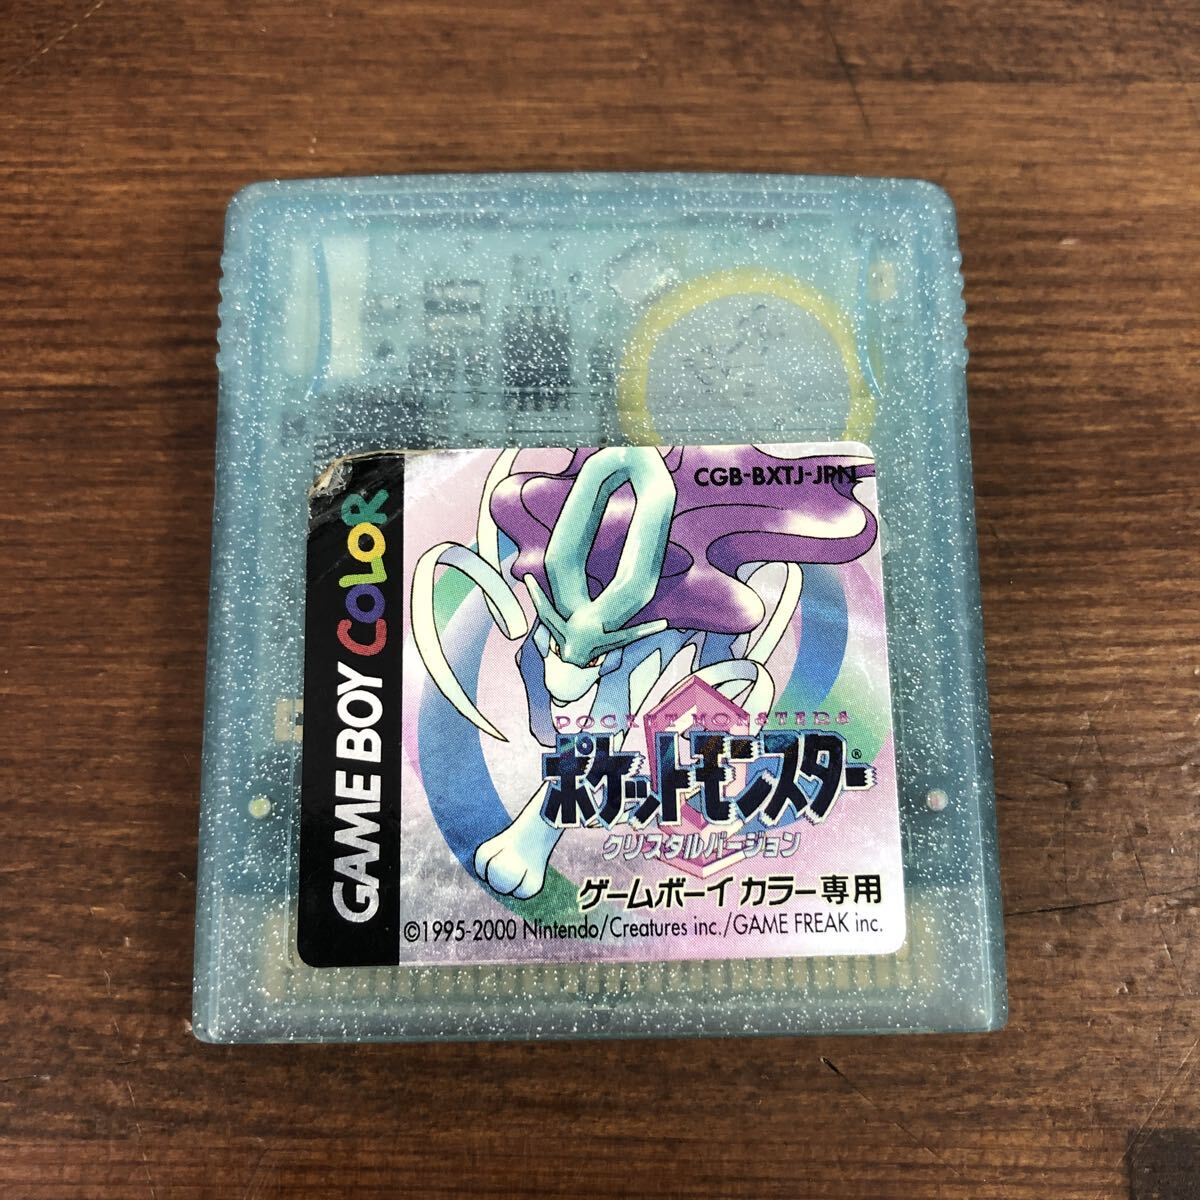 CGB-BXTJ-JPN
GAME BOY COLOR
POCKET MONSTERS
ポケットモンスター®
クリスタルバージョン
ゲームボーイ カラー専用
©1995-2000 Nintendo/Creatures inc./GAME FREAK inc.